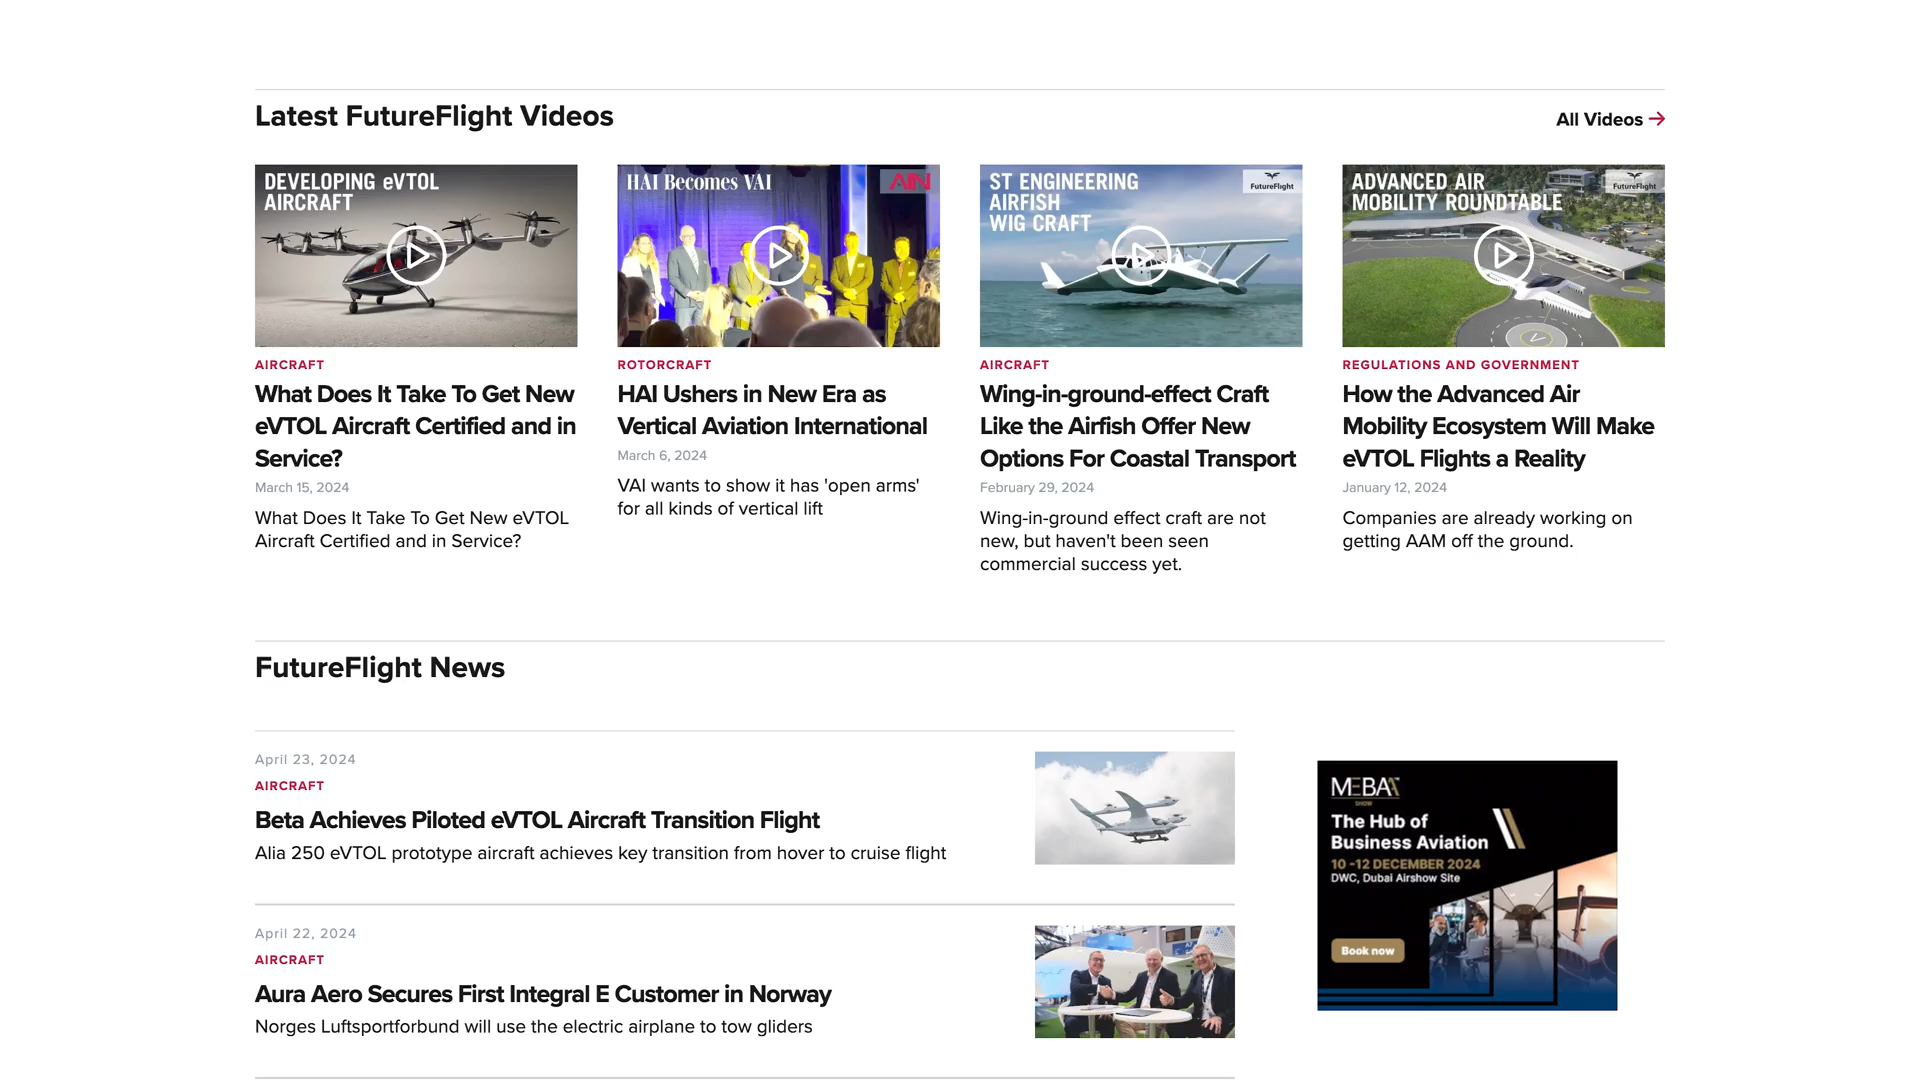 Latest FutureFlight Videos
All Videos
DEVELOPING eVTOL
AIRCRAFT
AIRCRAFT
What Does It Take To Get New
eVTOL Aircraft Certified and in
Service?
March 15, 2024
What Does It Take To Get New eVTOL
Aircraft Certified and in Service?
HAI Becomes VAI
AIN
ROTORCRAFT
HAI Ushers in New Era as
Vertical Aviation International
March 6, 2024
VAI wants to show it has 'open arms'
for all kinds of vertical lift
ST ENGINEERING
AIRFISH
WIG CRAFT
FutureFlight
AIRCRAFT
Wing-in-ground-effect Craft
Like the Airfish Offer New
Options For Coastal Transport
February 29, 2024
Wing-in-ground effect craft are not
new, but haven't been seen
commercial success yet.
ADVANCED AIR
MOBILITY ROUNDTABLE
FutureFlight
REGULATIONS AND GOVERNMENT
How the Advanced Air
Mobility Ecosystem Will Make
eVTOL Flights a Reality
January 12, 2024
Companies are already working on
getting AAM off the ground.
FutureFlight News
April 23, 2024
AIRCRAFT
Beta Achieves Piloted eVTOL Aircraft Transition Flight
Alia 250 eVTOL prototype aircraft achieves key transition from hover to cruise flight
April 22, 2024
AIRCRAFT
Aura Aero Secures First Integral E Customer in Norway
Norges Luftsportforbund will use the electric airplane to tow gliders
MEBAA
SHOW
The Hub of
Business Aviation
10 -12 DECEMBER 2024
DWC, Dubai Airshow Site
Book now